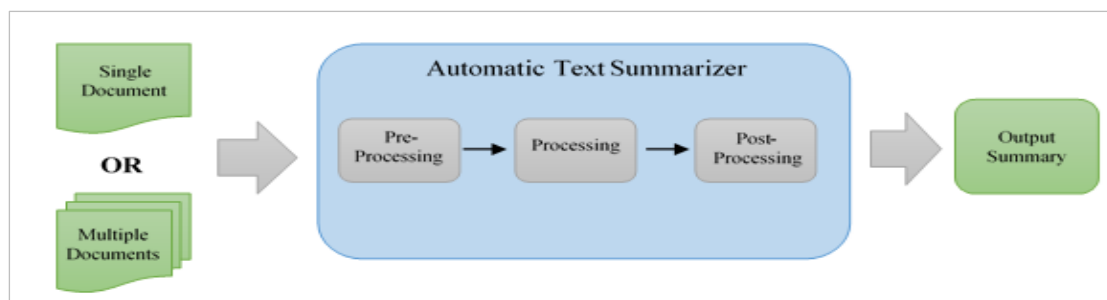 Single
Document
OR
Multiple
Documents
Automatic Text Summarizer
Pre-
Processing
Processing
Post-
Processing
Output
Summary